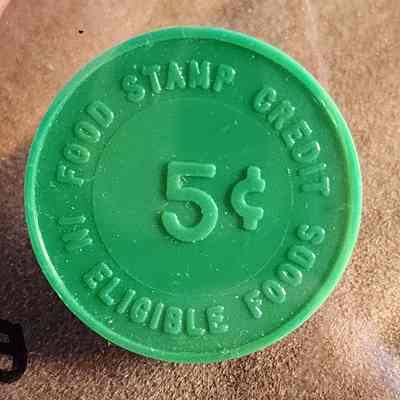 FOOD STAMP CREDIT
5¢
IN ELIGIBLE FOODS